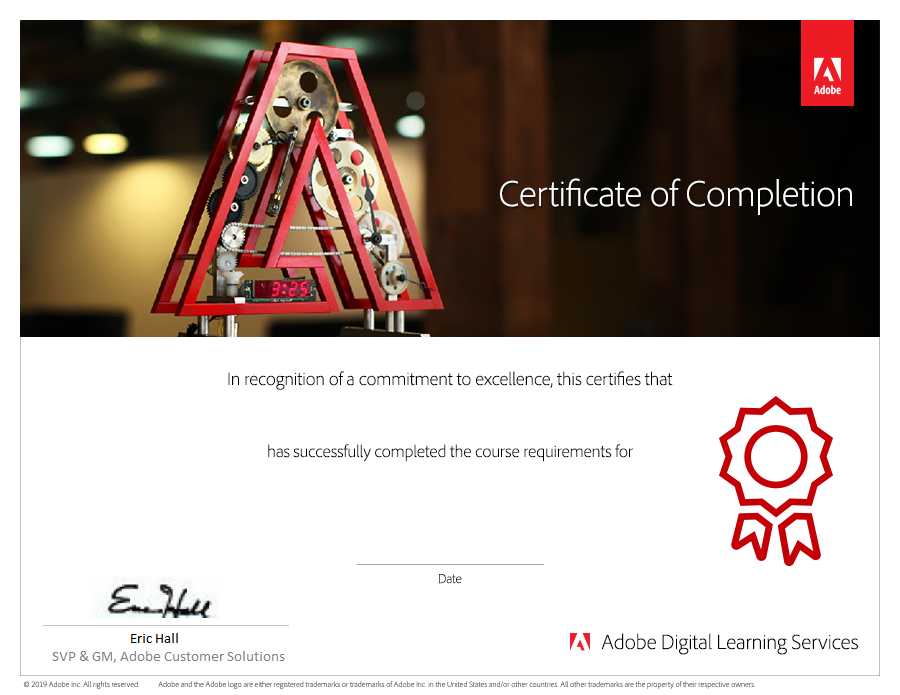 Adobe
Certificate of Completion
3:25
In recognition of a commitment to excellence, this certifies that
has successfully completed the course requirements for
Date
Eric Hall
Eric Hall
SVP & GM, Adobe Customer Solutions
Adobe Digital Learning Services
© 2019 Adobe Inc. All rights reserved. Adobe and the Adobe logo are either registered trademarks or trademarks of Adobe Inc. in the United States and/or other countries. All other trademarks are the property of their respective owners.